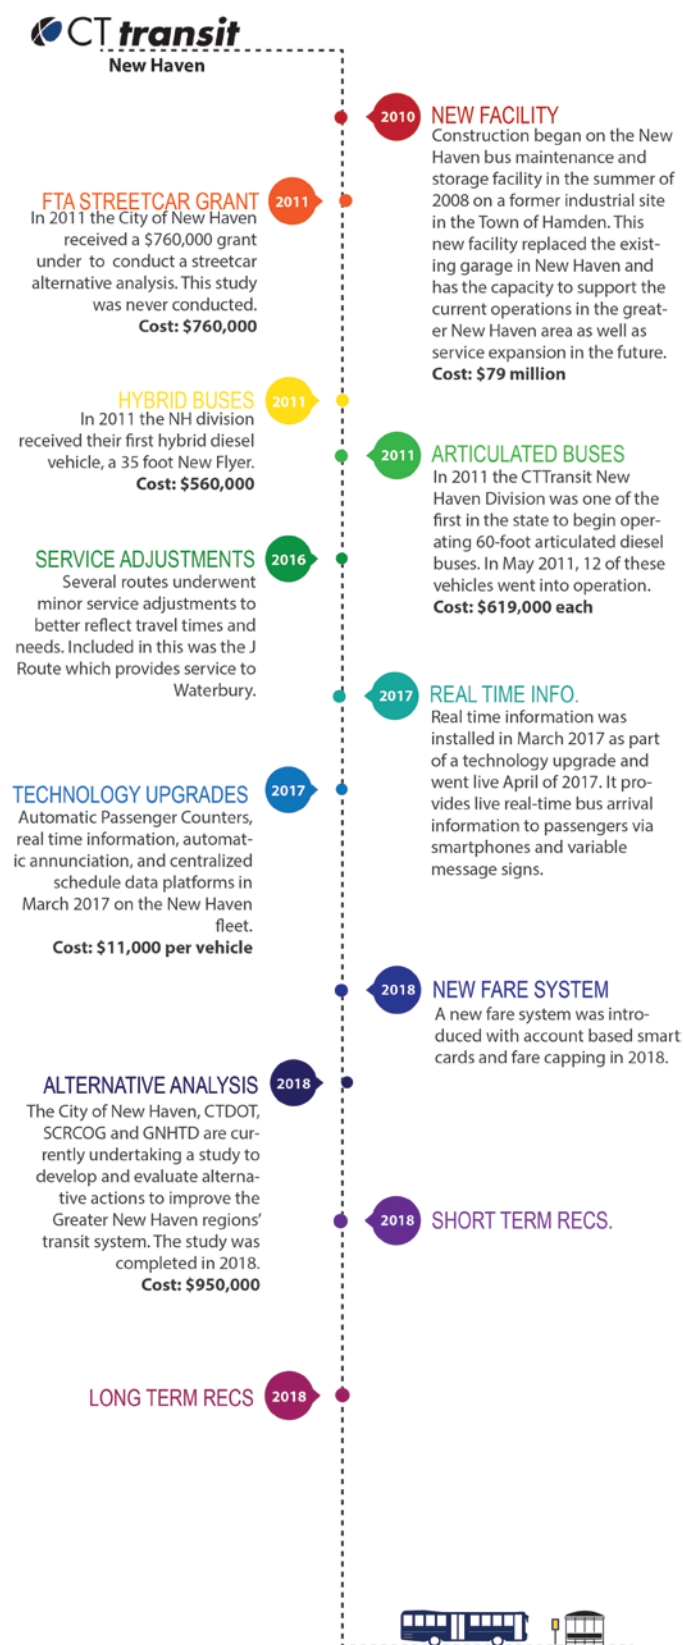 CT transit
New Haven
2010
NEW FACILITY
Construction began on the New
Haven bus maintenance and
storage facility in the summer of
2008 on a former industrial site
in the Town of Hamden. This
new facility replaced the exist-
ing garage in New Haven and
has the capacity to support the
current operations in the great-
er New Haven area as well as
service expansion in the future.
Cost: $79 million
FTA STREETCAR GRANT
2011
In 2011 the City of New Haven
received a $760,000 grant
under to conduct a streetcar
alternative analysis. This study
was never conducted.
Cost: $760,000
HYBRID BUSES
2011
In 2011 the NH division
received their first hybrid diesel
vehicle, a 35 foot New Flyer.
Cost: $560,000
2011
ARTICULATED BUSES
In 2011 the CTTransit New
Haven Division was one of the
first in the state to begin oper-
ating 60-foot articulated diesel
buses. In May 2011, 12 of these
vehicles went into operation.
Cost: $619,000 each
SERVICE ADJUSTMENTS
2016
Several routes underwent
minor service adjustments to
better reflect travel times and
needs. Included in this was the J
Route which provides service to
Waterbury.
2017
REAL TIME INFO.
Real time information was
installed in March 2017 as part
of a technology upgrade and
went live April of 2017. It pro-
vides live real-time bus arrival
information to passengers via
smartphones and variable
message signs.
TECHNOLOGY UPGRADES
2017
Automatic Passenger Counters,
real time information, automat-
ic annunciation, and centralized
schedule data platforms in
March 2017 on the New Haven
fleet.
Cost: $11,000 per vehicle
2018
NEW FARE SYSTEM
A new fare system was intro-
duced with account based smart
cards and fare capping in 2018.
ALTERNATIVE ANALYSIS
2018
The City of New Haven, CTDOT,
SCRCOG and GNHTD are cur-
rently undertaking a study to
develop and evaluate alterna-
tive actions to improve the
Greater New Haven regions'
transit system. The study was
completed in 2018.
Cost: $950,000
2018
SHORT TERM RECS.
LONG TERM RECS
2018